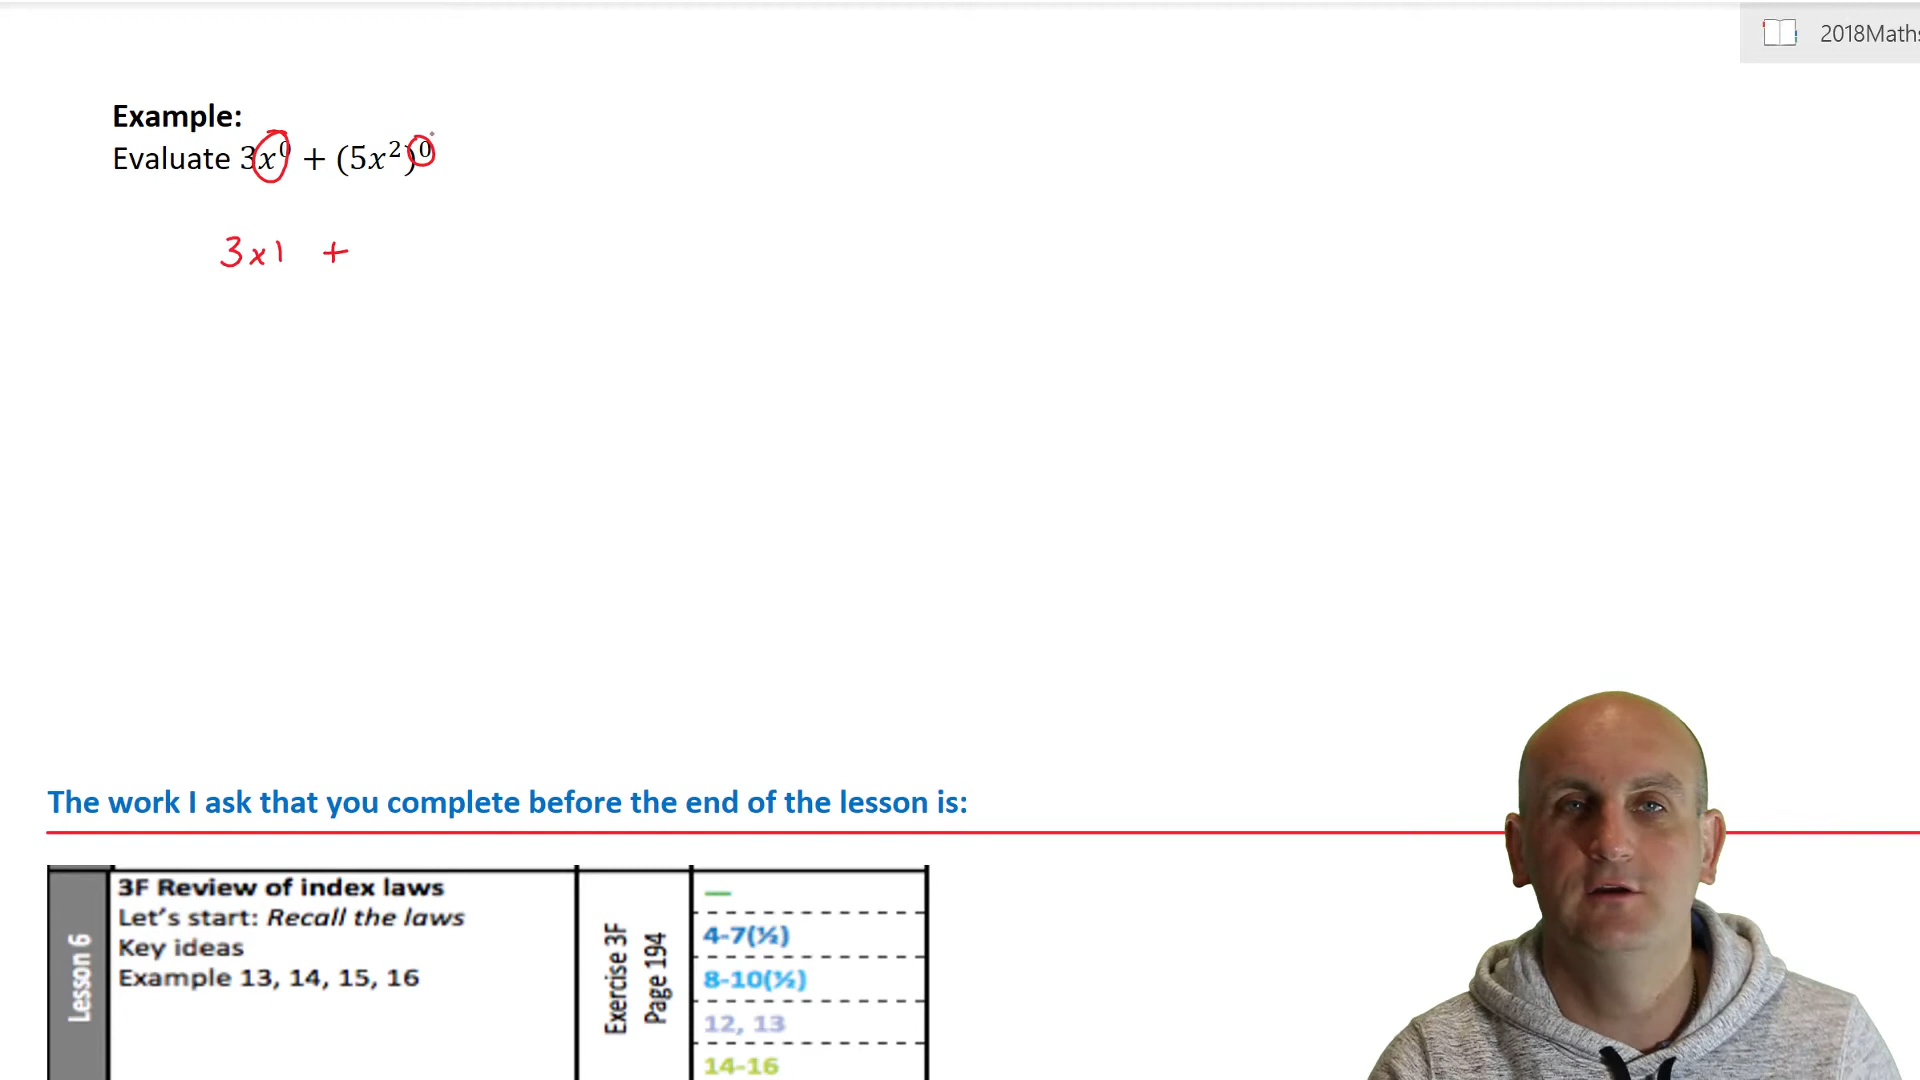 2018Maths
Example:
Evaluate 3x⁰ + (5x²)⁰
3x1 +
The work I ask that you complete before the end of the lesson is:
Lesson 6
3F Review of index laws
Let's start: Recall the laws
Key ideas
Example 13, 14, 15, 16
Exercise 3F
Page 194
—
4-7(½)
8-10(½)
12, 13
14-16